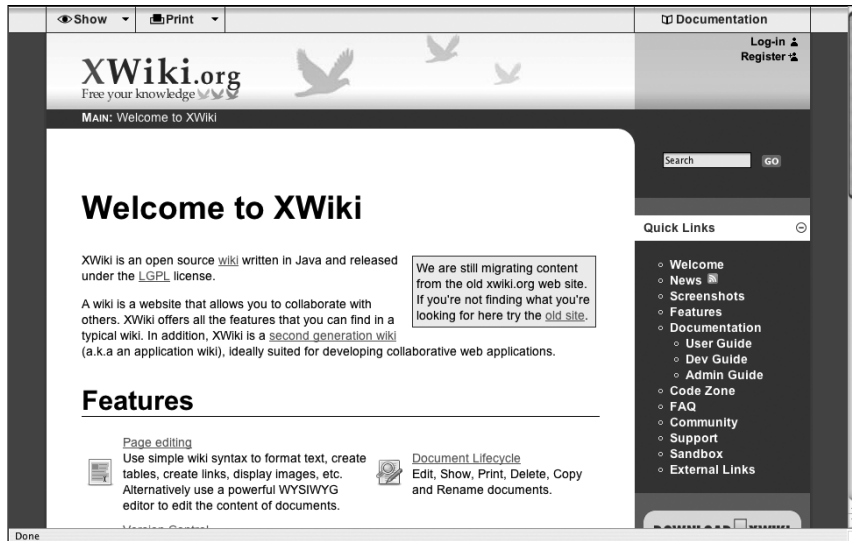 Show Print Documentation
Log-in
Register
XWiki.org
Free your knowledge
MAIN: Welcome to XWiki
Search GO
Welcome to XWiki
XWiki is an open source wiki written in Java and released
under the LGPL license.
We are still migrating content
from the old xwiki.org web site.
If you're not finding what you're
looking for here try the old site.
A wiki is a website that allows you to collaborate with
others. XWiki offers all the features that you can find in a
typical wiki. In addition, XWiki is a second generation wiki
(a.k.a an application wiki), ideally suited for developing collaborative web applications.
Features
Page editing
Use simple wiki syntax to format text, create
tables, create links, display images, etc.
Alternatively use a powerful WYSIWYG
editor to edit the content of documents.
Version Control
Document Lifecycle
Edit, Show, Print, Delete, Copy
and Rename documents.
Quick Links
Welcome
News
Screenshots
Features
Documentation
User Guide
Dev Guide
Admin Guide
Code Zone
FAQ
Community
Support
Sandbox
External Links
DOWNLOAD XWIKI
Done